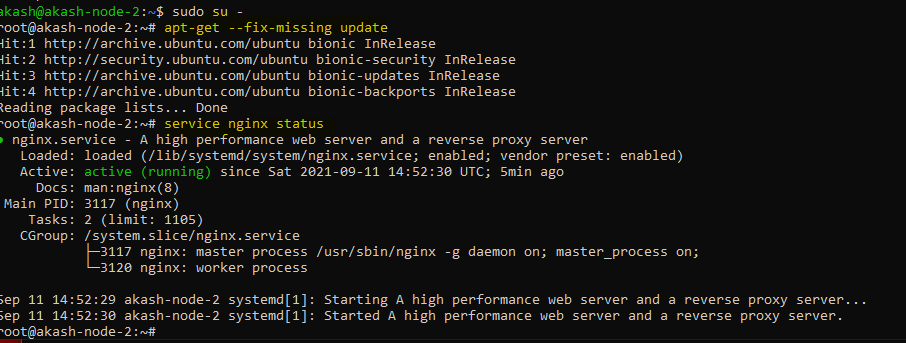 akash@akash-node-2:~$ sudo su -
root@akash-node-2:~# apt-get --fix-missing update
Hit:1 http://archive.ubuntu.com/ubuntu bionic InRelease
Hit:2 http://security.ubuntu.com/ubuntu bionic-security InRelease
Hit:3 http://archive.ubuntu.com/ubuntu bionic-updates InRelease
Hit:4 http://archive.ubuntu.com/ubuntu bionic-backports InRelease
Reading package lists... Done
root@akash-node-2:~# service nginx status
● nginx.service - A high performance web server and a reverse proxy server
   Loaded: loaded (/lib/systemd/system/nginx.service; enabled; vendor preset: enabled)
   Active: active (running) since Sat 2021-09-11 14:52:30 UTC; 5min ago
     Docs: man:nginx(8)
 Main PID: 3117 (nginx)
    Tasks: 2 (limit: 1105)
   CGroup: /system.slice/nginx.service
           ├─3117 nginx: master process /usr/sbin/nginx -g daemon on; master_process on;
           └─3120 nginx: worker process

Sep 11 14:52:29 akash-node-2 systemd[1]: Starting A high performance web server and a reverse proxy server...
Sep 11 14:52:30 akash-node-2 systemd[1]: Started A high performance web server and a reverse proxy server.
root@akash-node-2:~#